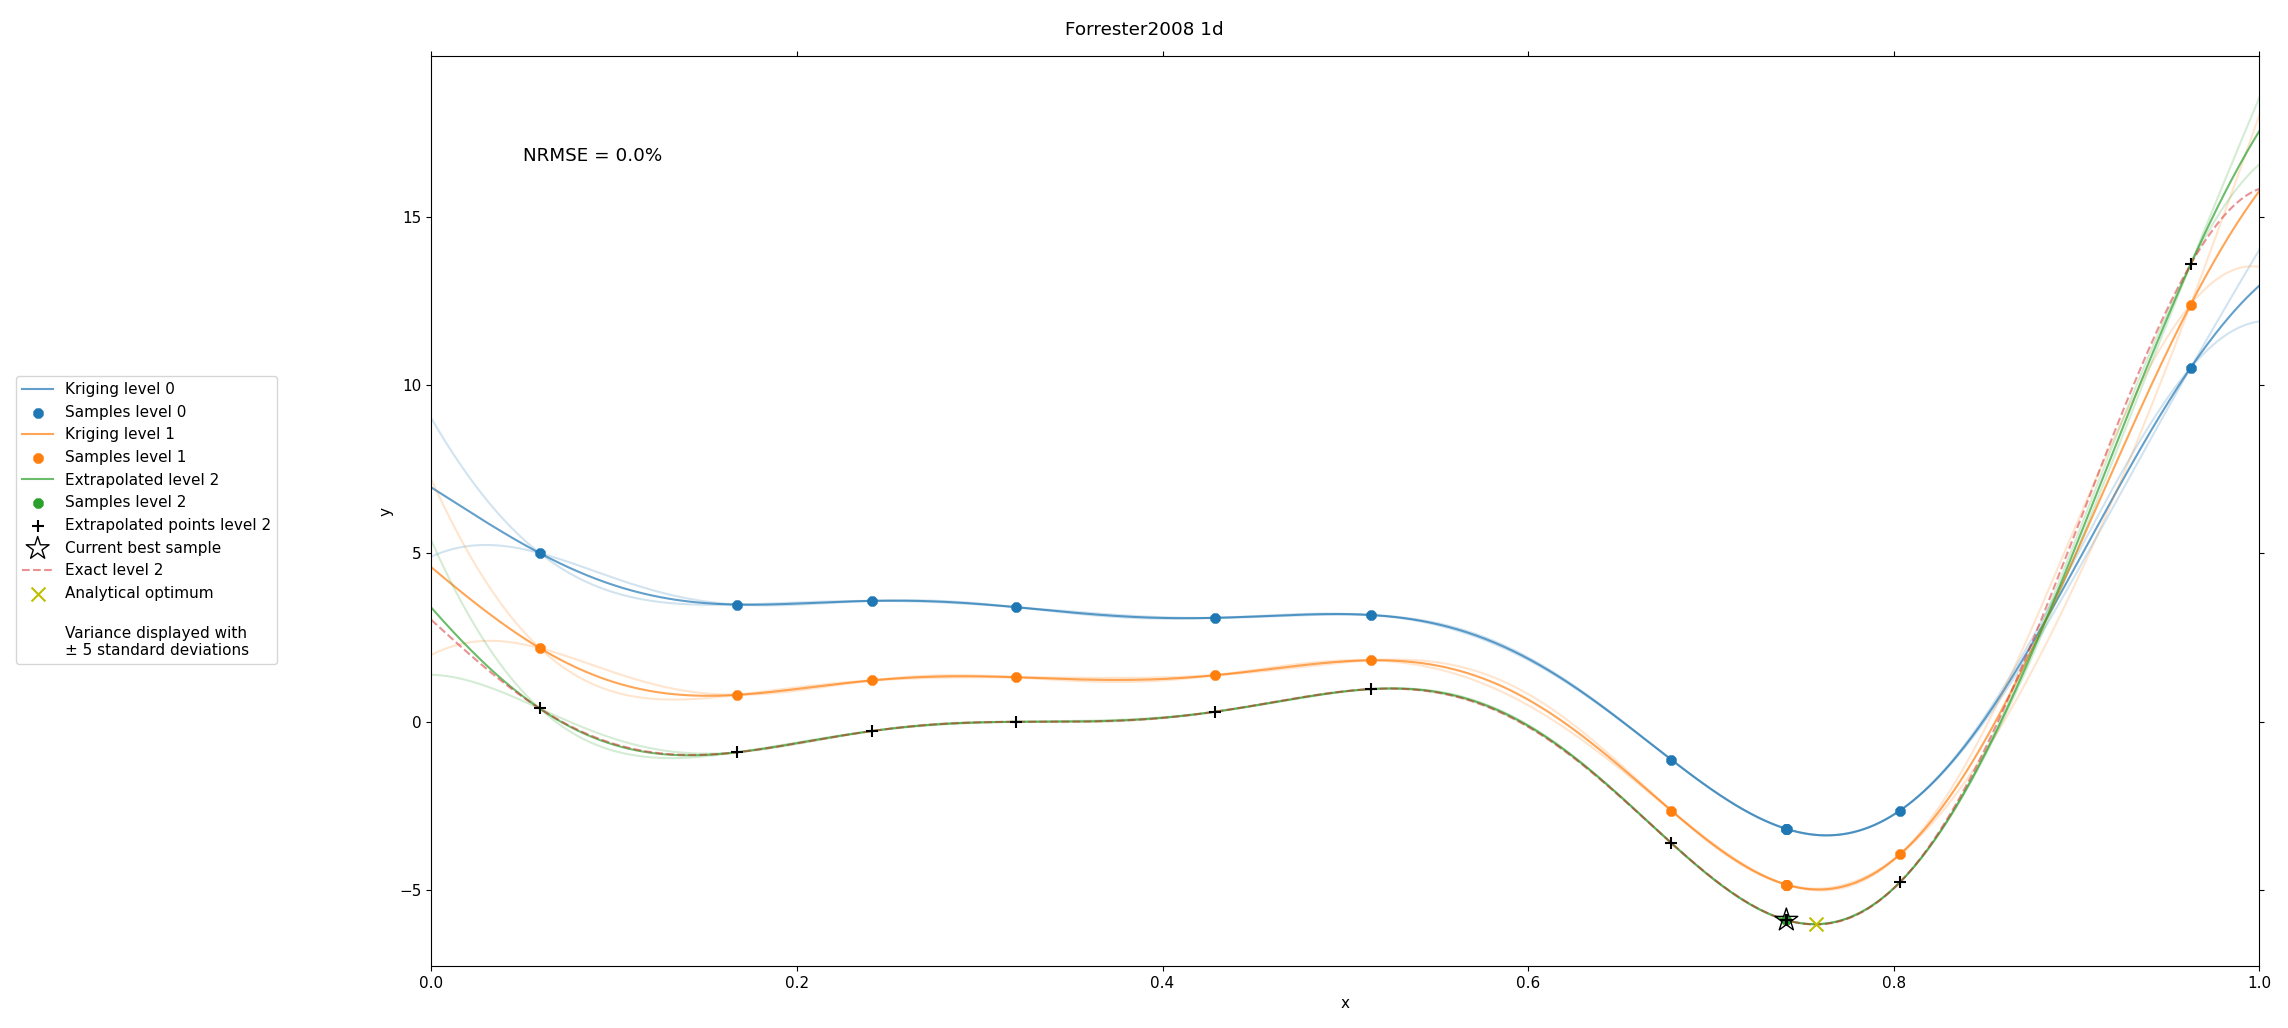 Forrester2008 1d
NRMSE = 0.0%
15
10
5
0
−5
y
0.0
0.2
0.4
0.6
0.8
1.0
x
Kriging level 0
Samples level 0
Kriging level 1
Samples level 1
Extrapolated level 2
Samples level 2
Extrapolated points level 2
Current best sample
Exact level 2
Analytical optimum
Variance displayed with
± 5 standard deviations